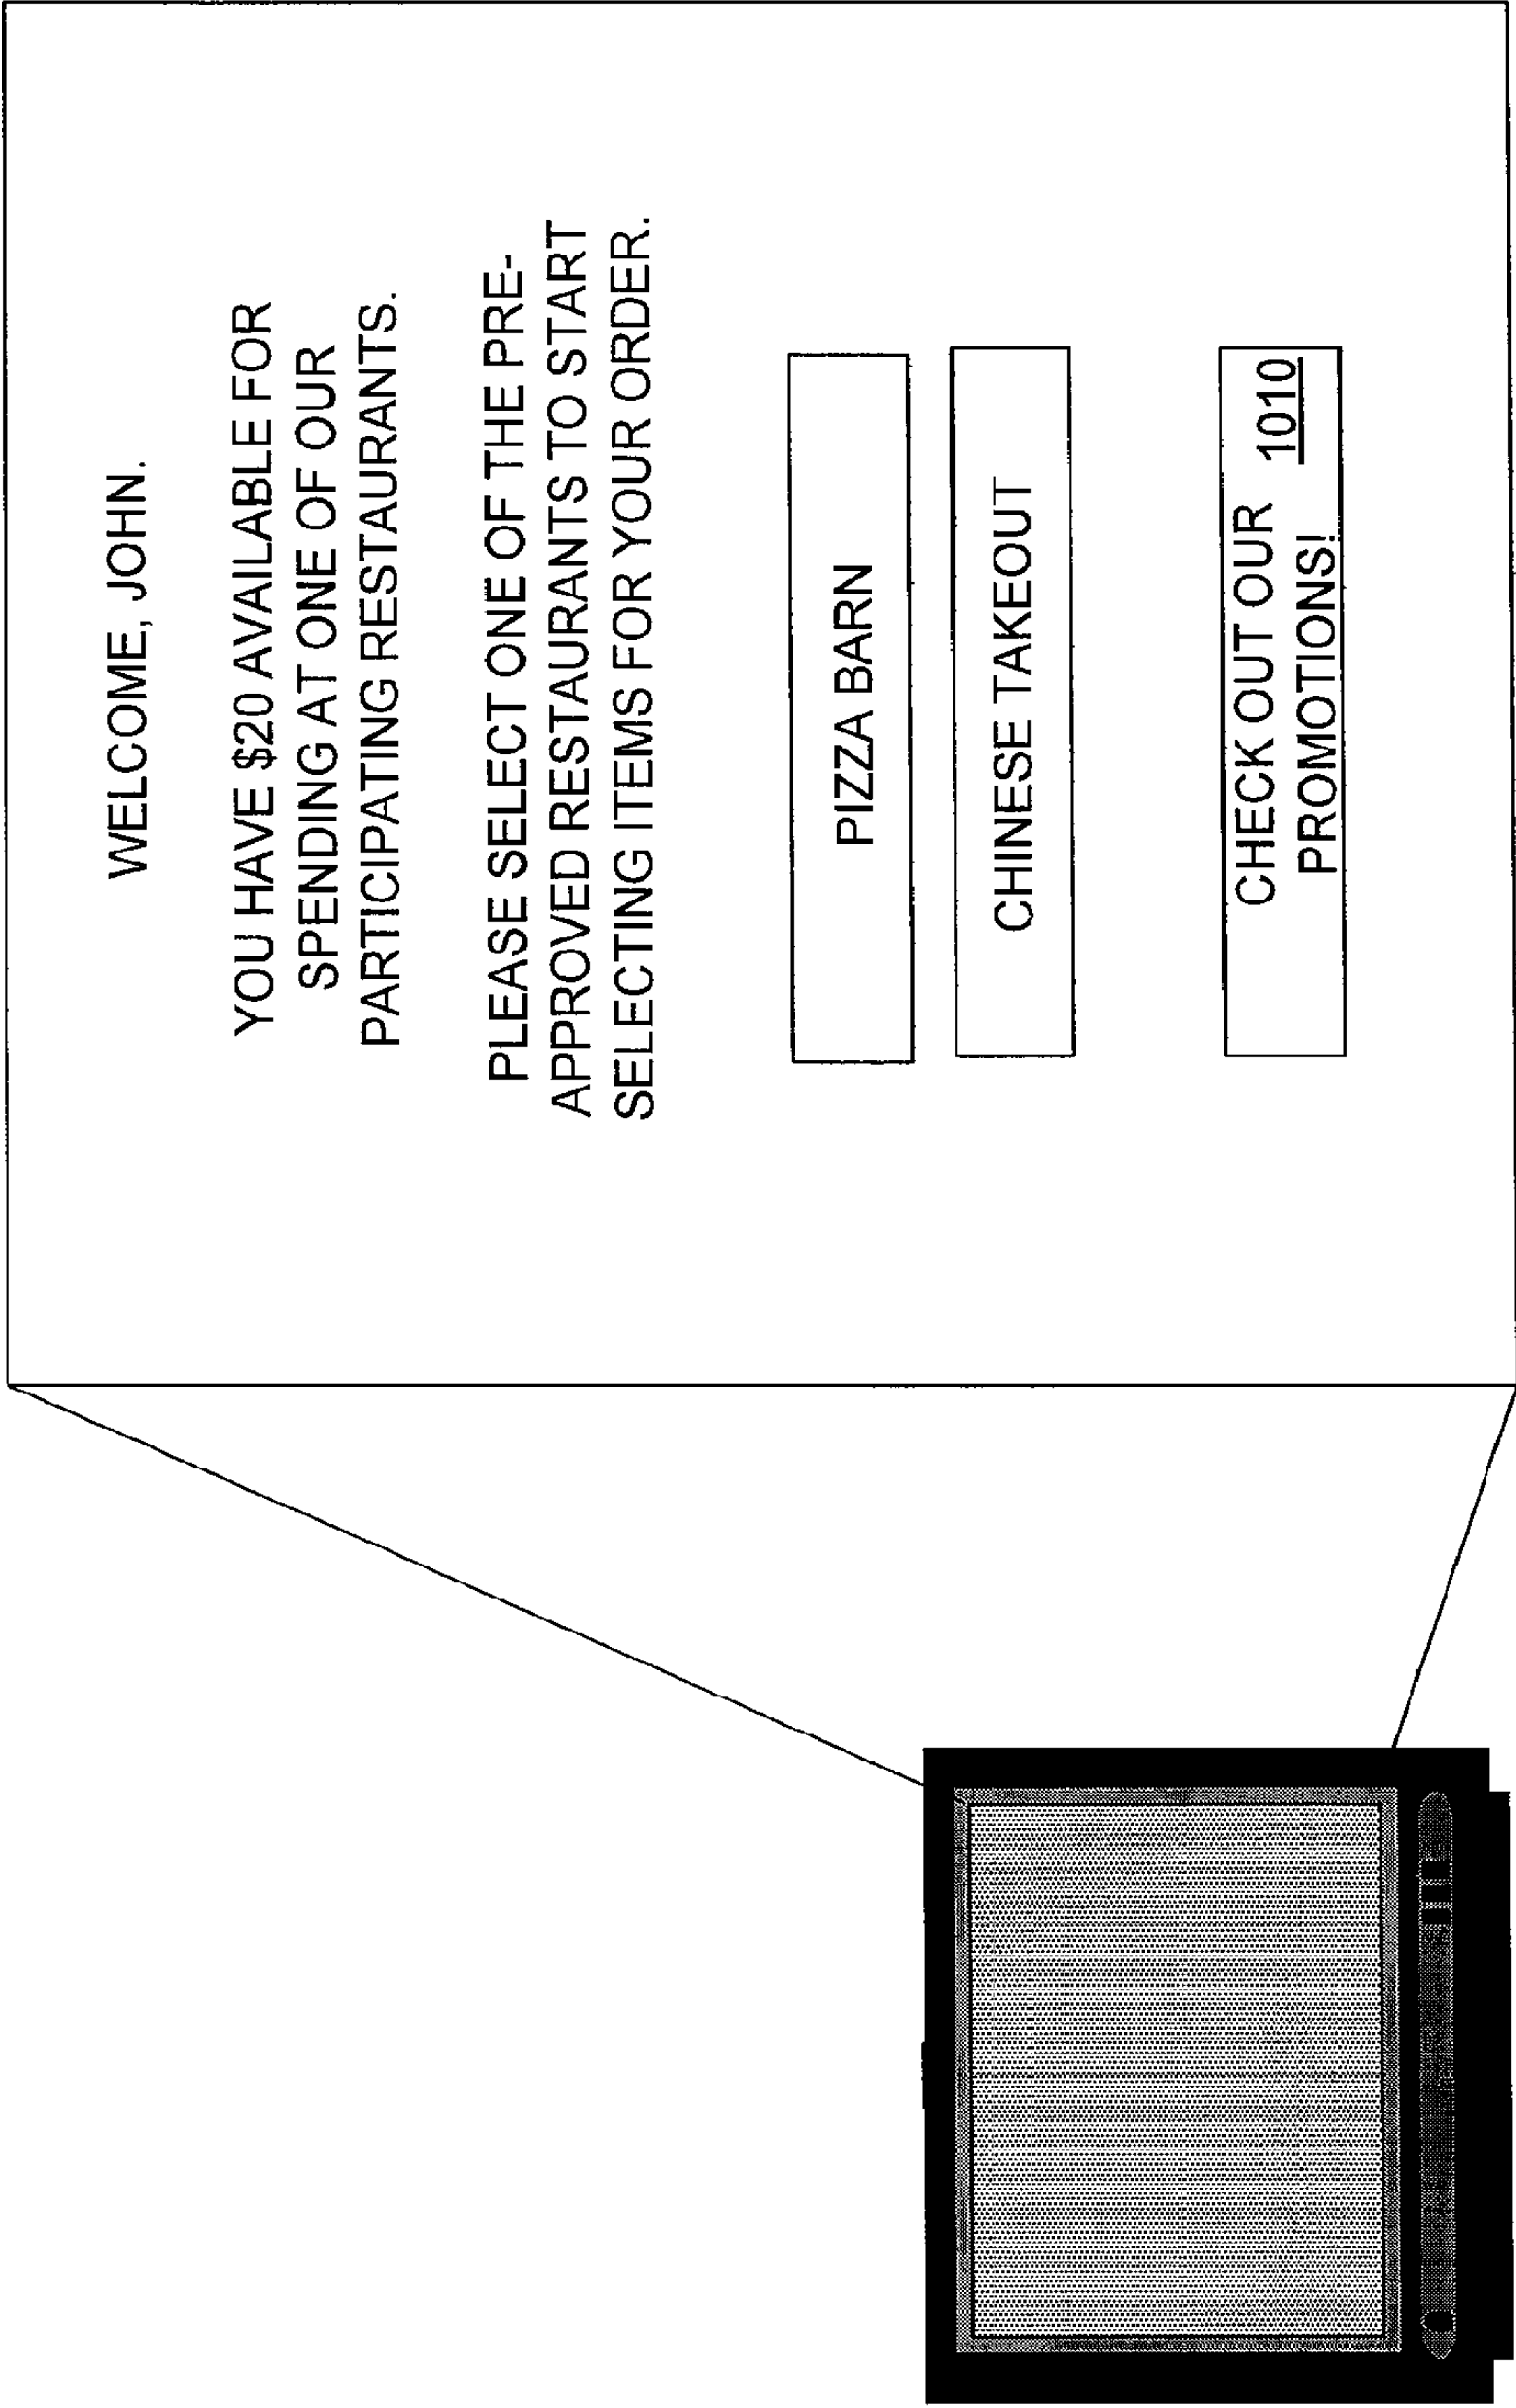 WELCOME, JOHN.
YOU HAVE $20 AVAILABLE FOR
SPENDING AT ONE OF OUR
PARTICIPATING RESTAURANTS.
PLEASE SELECT ONE OF THE PRE-
APPROVED RESTAURANTS TO START
SELECTING ITEMS FOR YOUR ORDER.
PIZZA BARN
CHINESE TAKEOUT
CHECK OUT OUR 1010
PROMOTIONS!